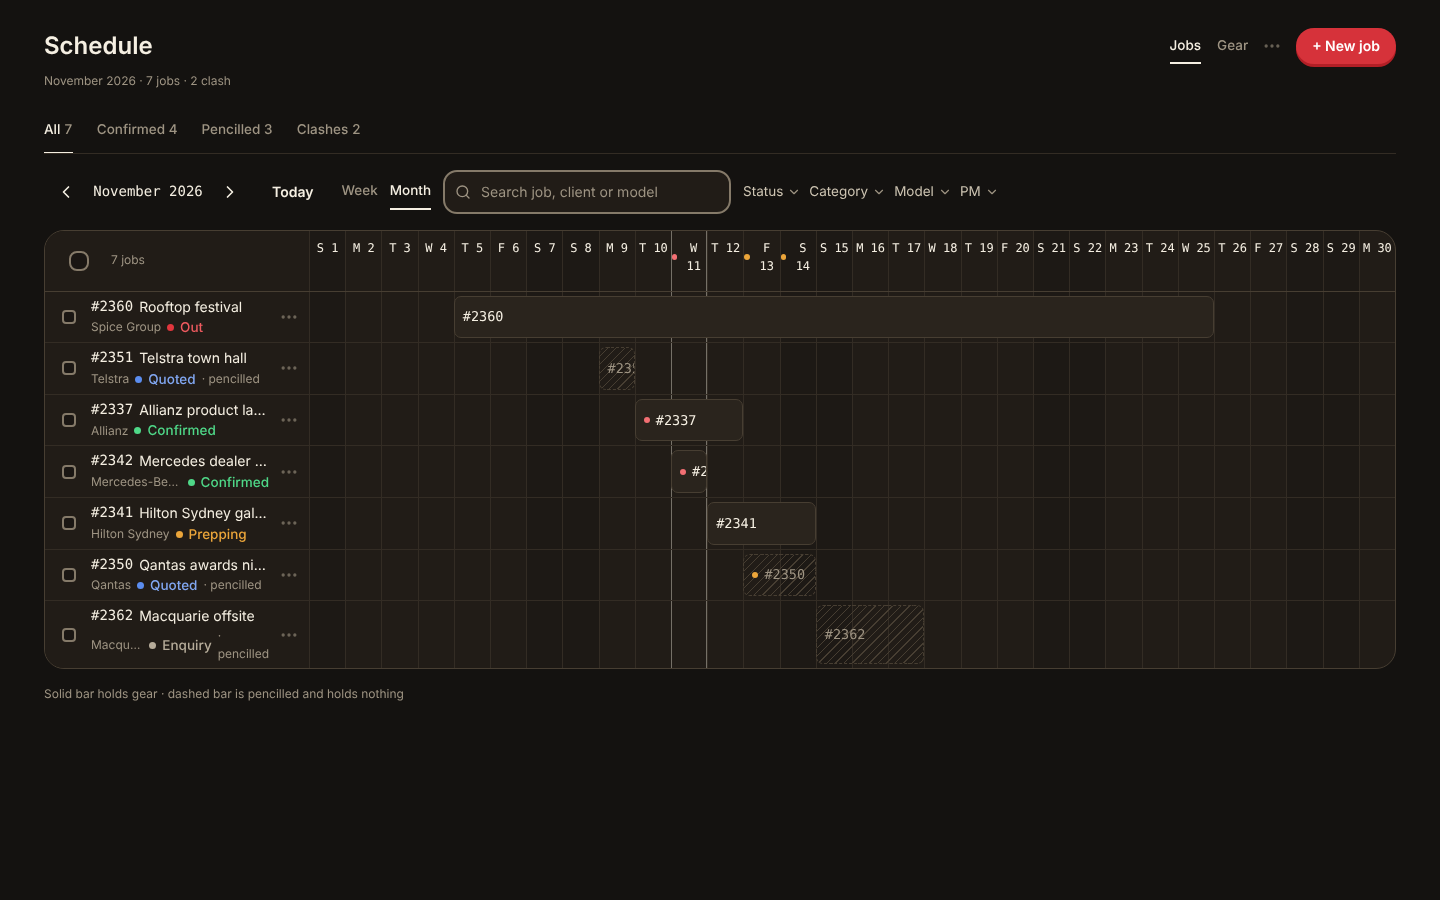 Schedule
Jobs Gear + New job
November 2026 · 7 jobs · 2 clash
All 7 Confirmed 4 Pencilled 3 Clashes 2
November 2026 Today Week Month Search job, client or model Status Category Model PM
7 jobs S 1 M 2 T 3 W 4 T 5 F 6 S 7 S 8 M 9 T 10 W 11 T 12 F 13 S 14 S 15 M 16 T 17 W 18 T 19 F 20 S 21 S 22 M 23 T 24 W 25 T 26 F 27 S 28 S 29 M 30
#2360 Rooftop festival
Spice Group Out
#2360
#2351 Telstra town hall
Telstra Quoted · pencilled
#2337 Allianz product la...
Allianz Confirmed
#2337
#2342 Mercedes dealer ...
Mercedes-Be... Confirmed
#2
#2341 Hilton Sydney gal...
Hilton Sydney Prepping
#2341
#2350 Qantas awards ni...
Qantas Quoted · pencilled
#2350
#2362 Macquarie offsite
Macqu... Enquiry · pencilled
#2362
Solid bar holds gear · dashed bar is pencilled and holds nothing